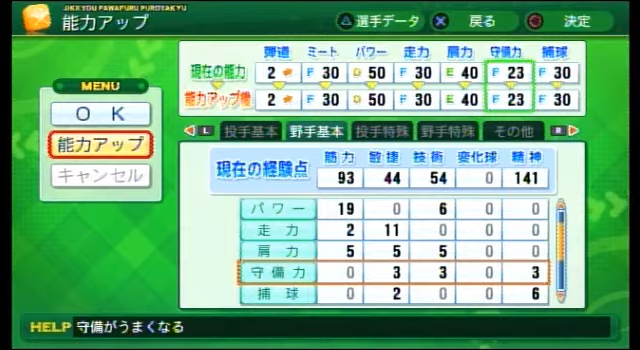 JIKKYOU PAWAFURU PUROYAKYU
能力アップ
△選手データ ×戻る ○決定
弾道 ミート パワー 走力 肩力 守備力 捕球
現在の能力 2 F 30 D 50 F 30 E 40 F 23 F 30
能力アップ後 2 F 30 D 50 F 30 E 40 F 23 F 30
MENU
OK
能力アップ
キャンセル
L 投手基本 野手基本 投手特殊 野手特殊 その他 R
筋力 敏捷 技術 変化球 精神
現在の経験点 93 44 54 0 141
パワー 19 0 6 0 0
走力 2 11 0 0 0
肩力 5 5 5 0 0
守備力 0 3 3 0 3
捕球 0 2 0 0 6
HELP 守備がうまくなる